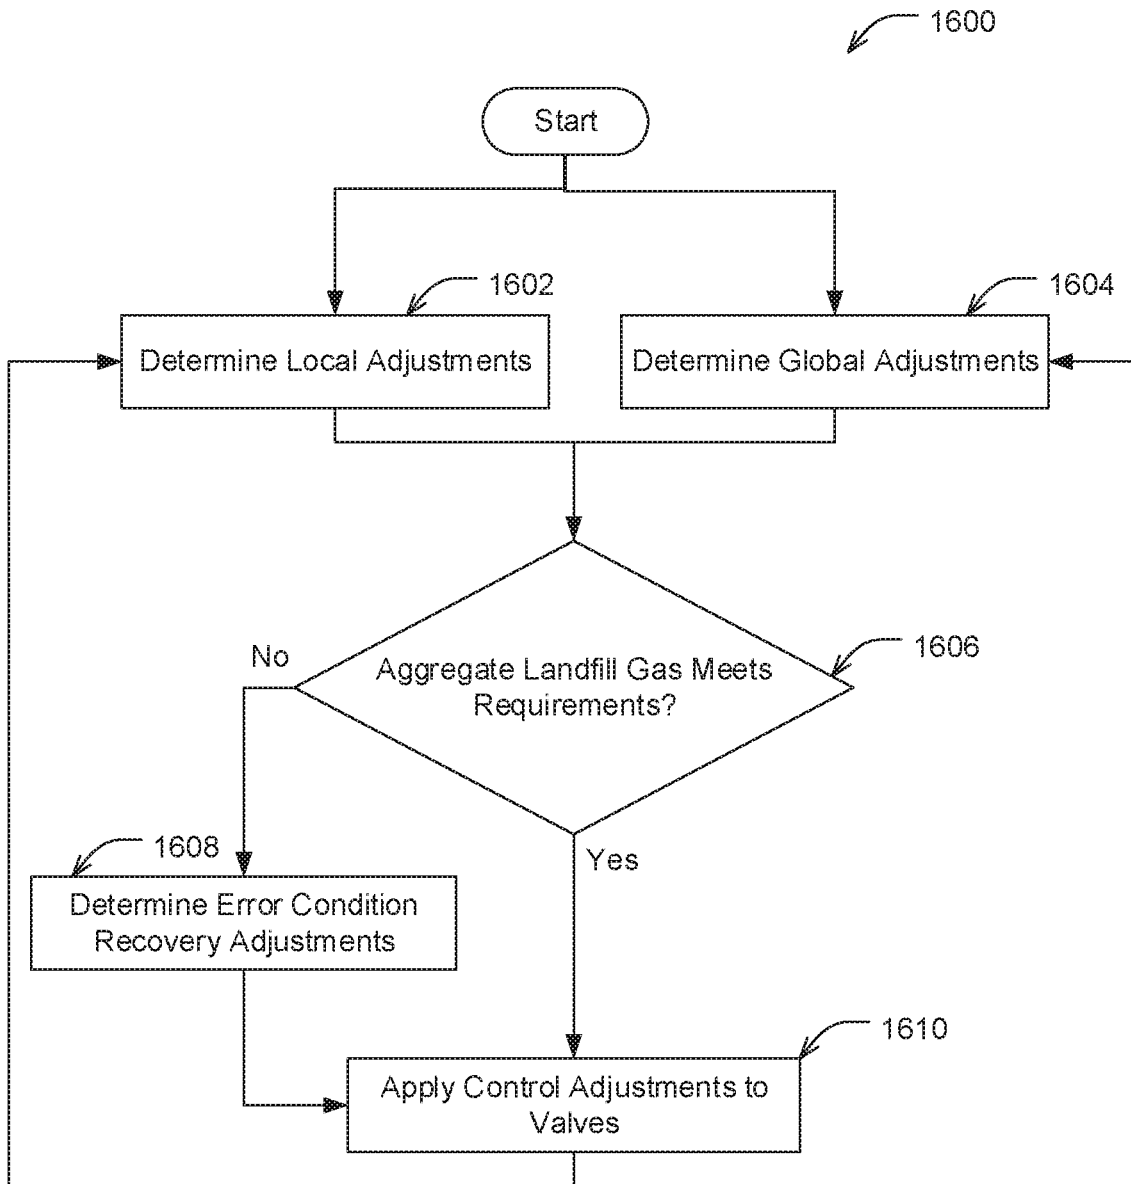 1600
Start
1602
1604
Determine Local Adjustments
Determine Global Adjustments
1606
No
Aggregate Landfill Gas Meets
Requirements?
1608
Yes
Determine Error Condition
Recovery Adjustments
1610
Apply Control Adjustments to
Valves